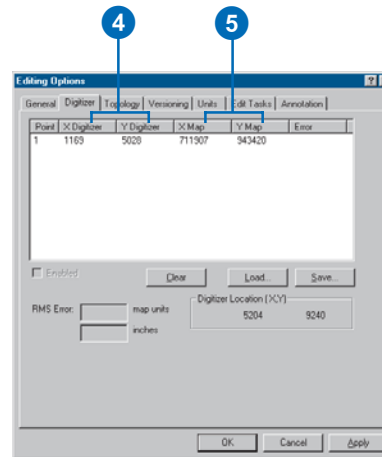 4 5
Editing Options ?
General Digitizer Topology Versioning Units Edit Tasks Annotation
Point X Digitizer Y Digitizer X Map Y Map Error
1 1169 5028 711907 943420
Enabled Clear Load... Save...
Digitizer Location (X,Y)
RMS Error: map units 5204 9240
inches
OK Cancel Apply